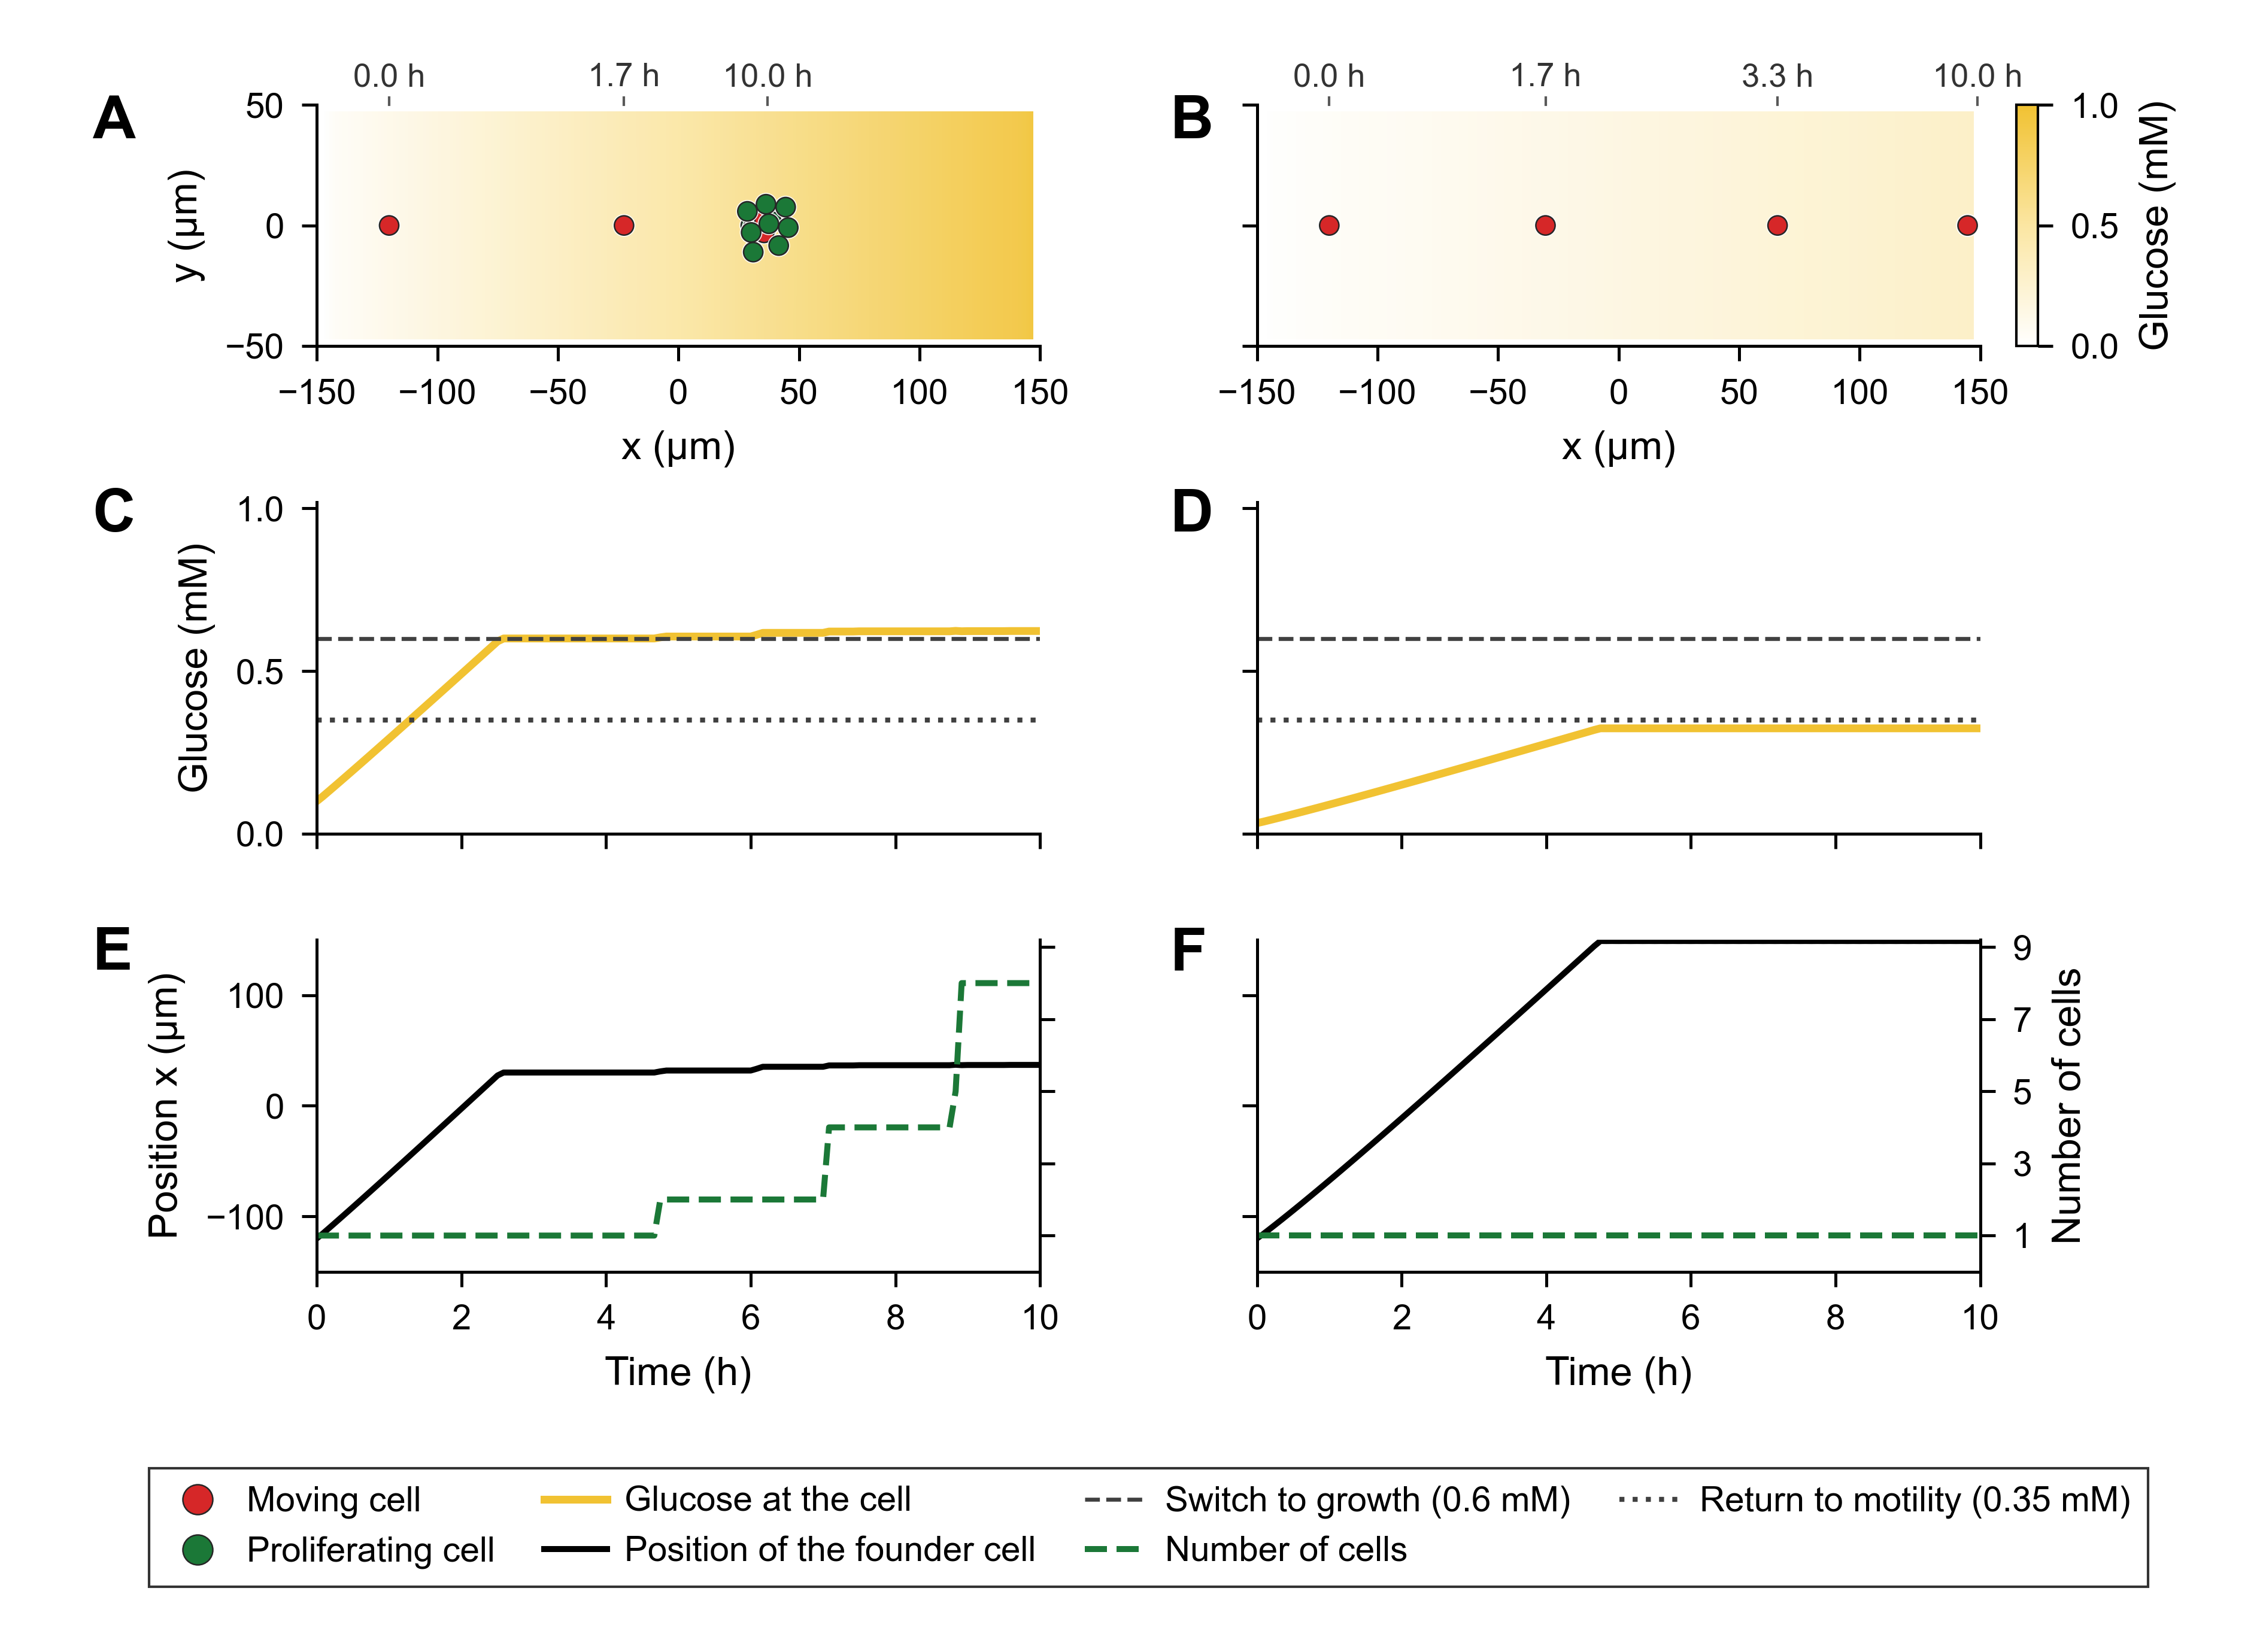 0.0 h 1.7 h 10.0 h
A
50
0
−50
y (μm)
−150 −100 −50 0 50 100 150
x (μm)
0.0 h 1.7 h 3.3 h 10.0 h
B
−150 −100 −50 0 50 100 150
x (μm)
1.0
0.5
0.0
Glucose (mM)
C
1.0
0.5
0.0
Glucose (mM)
D
E
100
0
−100
Position x (μm)
0 2 4 6 8 10
Time (h)
F
9
7
5
3
1
Number of cells
0 2 4 6 8 10
Time (h)
Moving cell
Glucose at the cell
Switch to growth (0.6 mM)
Return to motility (0.35 mM)
Proliferating cell
Position of the founder cell
Number of cells